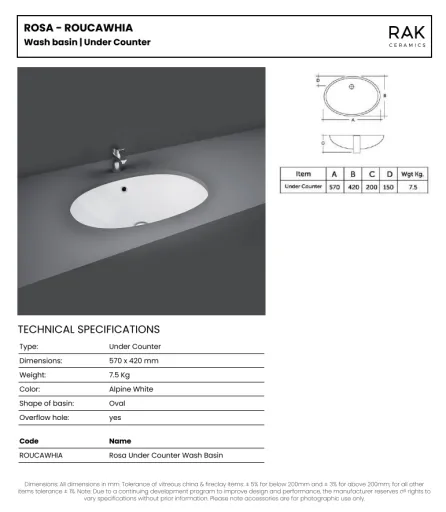 ROSA - ROUCAWHIA
Wash basin | Under Counter
RAK
CERAMICS
D
B
A
C
Item A B C D Wgt Kg.
Under Counter 570 420 200 150 7.5
TECHNICAL SPECIFICATIONS
Type: Under Counter
Dimensions: 570 x 420 mm
Weight: 7.5 Kg
Color: Alpine White
Shape of basin: Oval
Overflow hole: yes
Code Name
ROUCAWHIA Rosa Under Counter Wash Basin
Dimensions: All dimensions in mm: Tolerance of vitreous china & fireclay items ± 5% for below 200mm and ± 3% for above 200mm; for all other
items tolerance ± 1%. Note: Due to a continuing development program to improve design and performance, the manufacturer reserves the rights to
vary specifications without prior information. Please note accessories are for photographic use only.